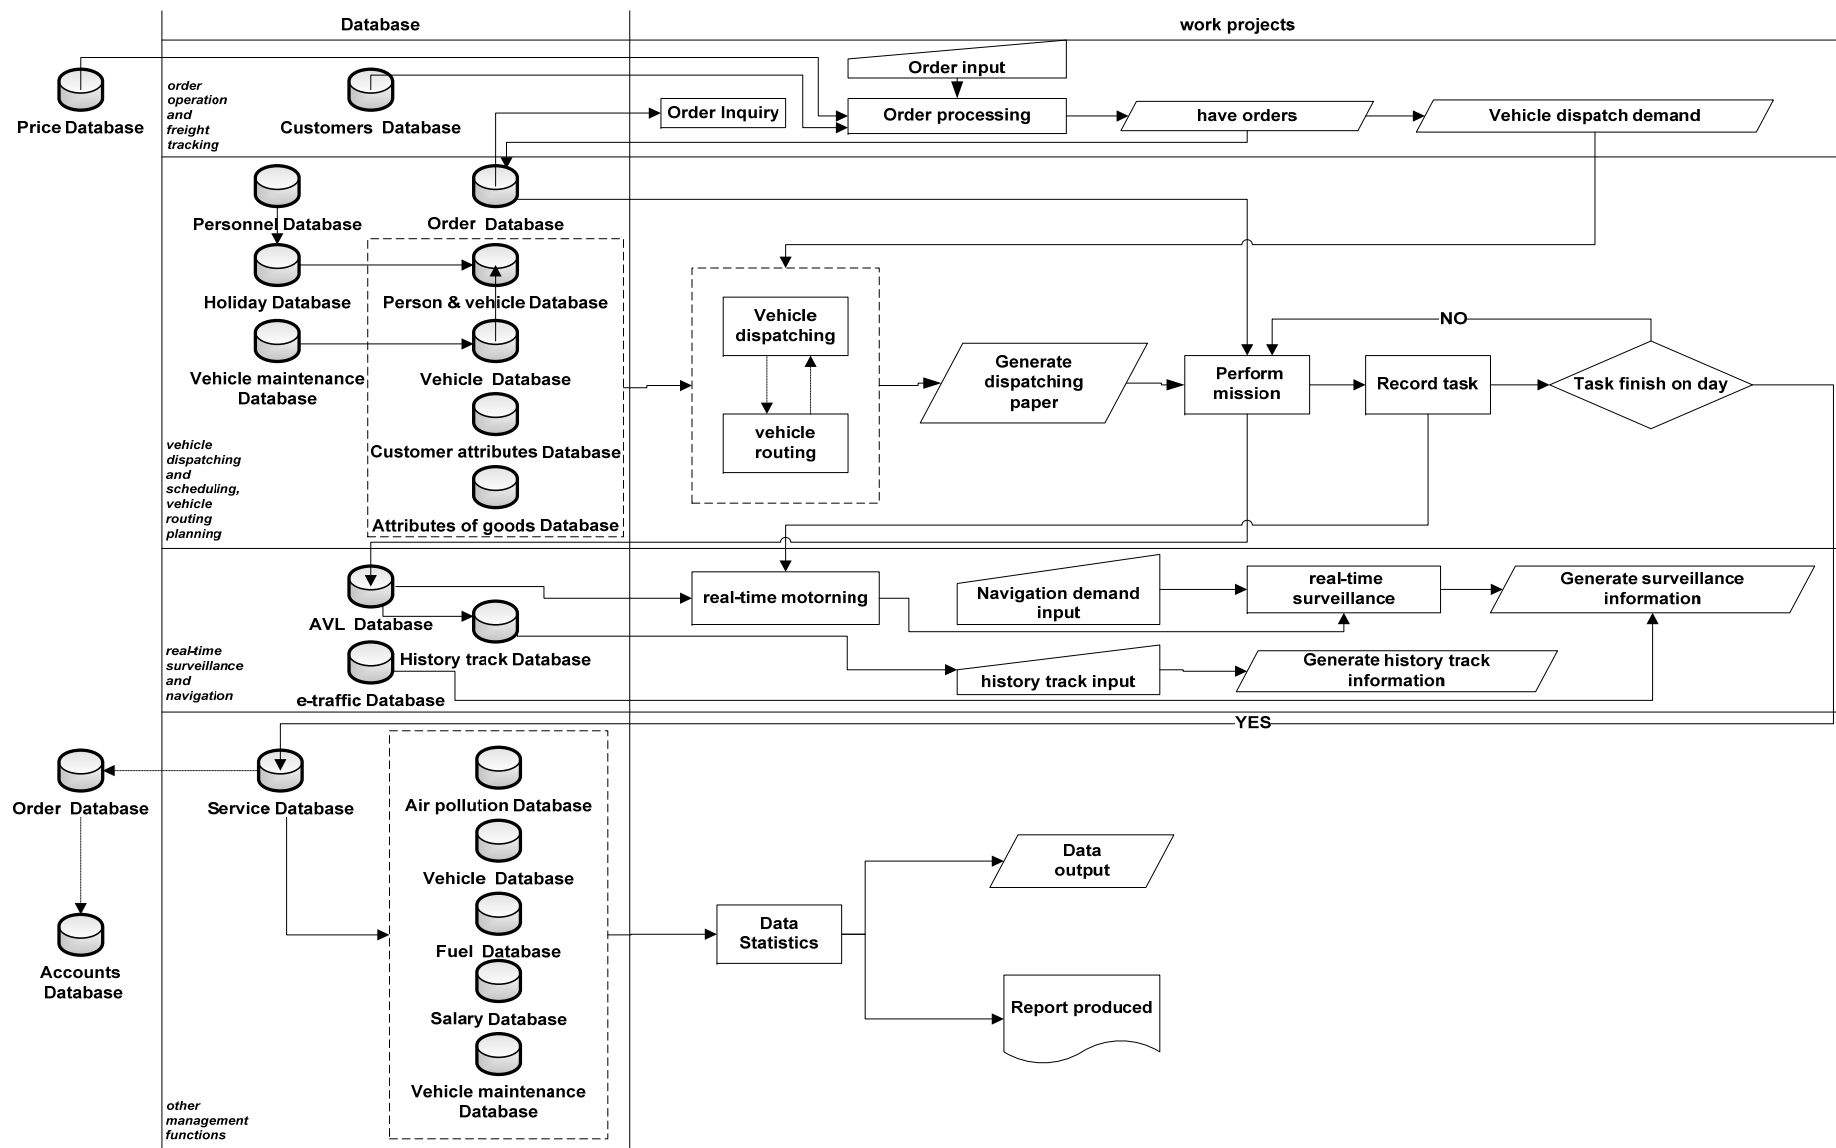 Database
work projects
order
operation
and
freight
tracking
Price Database
Customers Database
Order Inquiry
Order input
Order processing
have orders
Vehicle dispatch demand
Personnel Database
Order Database
Holiday Database
Person & vehicle Database
Vehicle maintenance
Database
Vehicle Database
Customer attributes Database
Attributes of goods Database
vehicle
dispatching
and
scheduling,
vehicle
routing
planning
Vehicle
dispatching
vehicle
routing
Generate
dispatching
paper
Perform
mission
Record task
NO
Task finish on day
AVL Database
History track Database
e-traffic Database
real-time
surveillance
and
navigation
real-time motorning
Navigation demand
input
real-time
surveillance
Generate surveillance
information
history track input
Generate history track
information
YES
Order Database
Service Database
Accounts
Database
Air pollution Database
Vehicle Database
Fuel Database
Salary Database
Vehicle maintenance
Database
Data
Statistics
Data
output
Report produced
other
management
functions